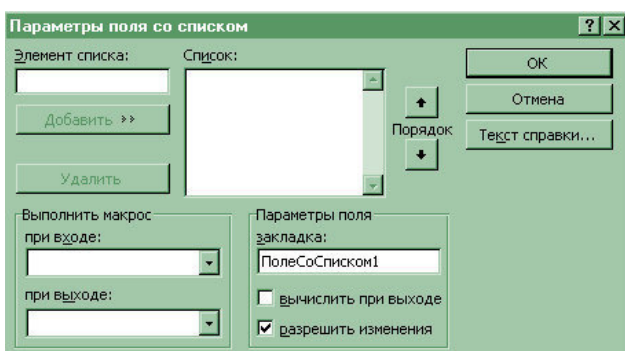 Параметры поля со списком
Элемент списка:
Список:
ОК
Добавить
Порядок
Отмена
Текст справки...
Удалить
Выполнить макрос
при входе:
при выходе:
Параметры поля
закладка:
ПолеСоСписком1
вычислить при выходе
разрешить изменения